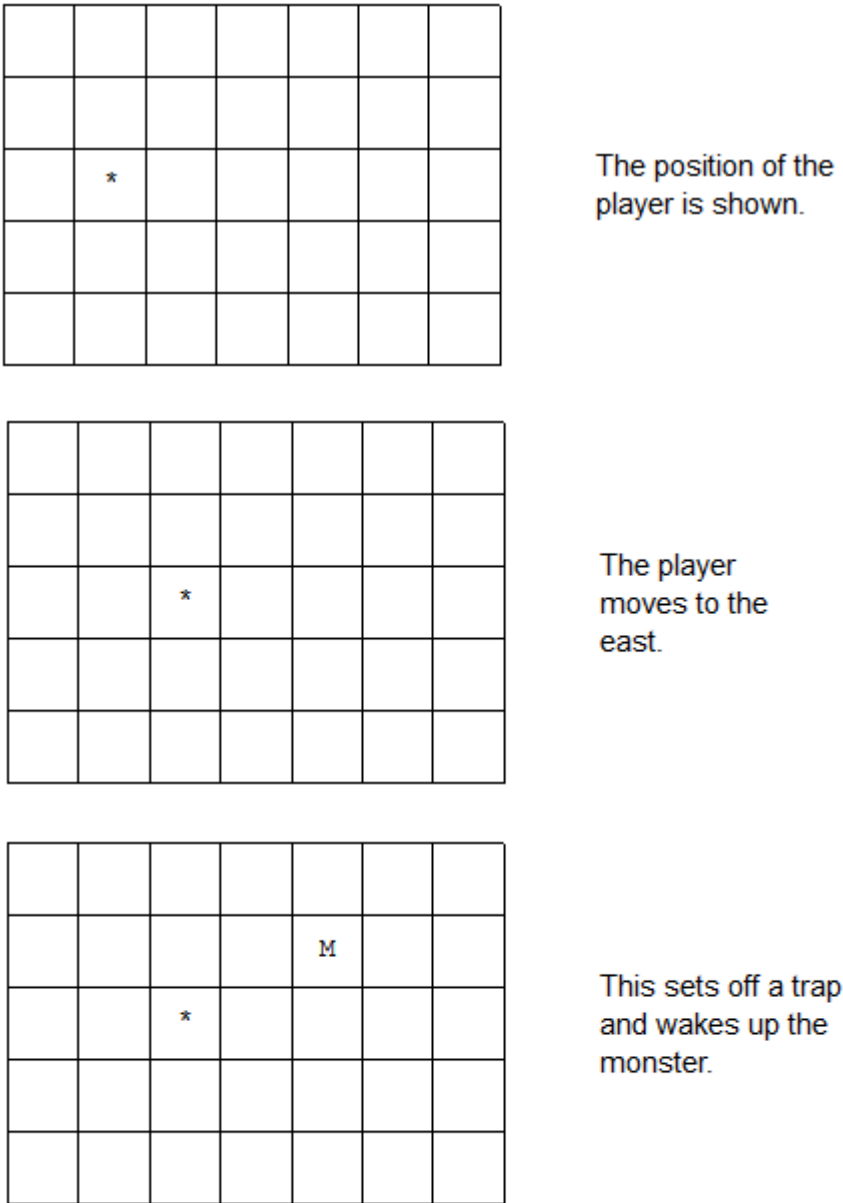 *
The position of the
player is shown.
*
The player
moves to the
east.
M
*
This sets off a trap
and wakes up the
monster.